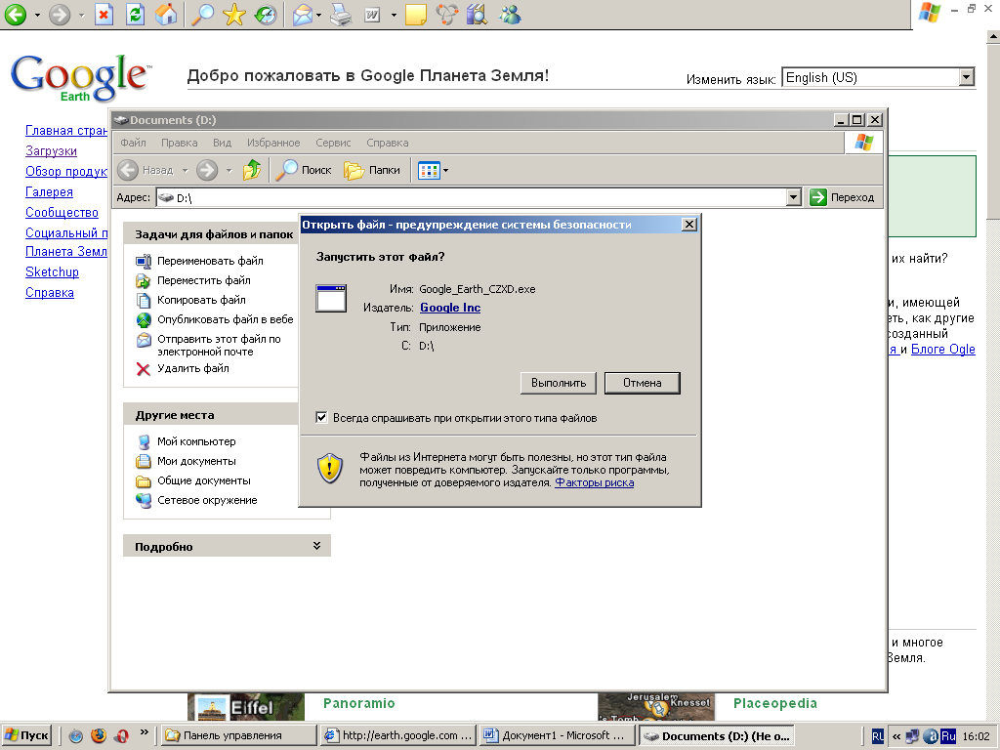 Google™
Earth
Добро пожаловать в Google Планета Земля!
Изменить язык: English (US)
Главная стран
Загрузки
Обзор продук
Галерея
Сообщество
Социальный п
Планета Земл
Sketchup
Справка
Documents (D:)
Файл Правка Вид Избранное Сервис Справка
Назад Поиск Папки
Адрес: D:\ Переход
Задачи для файлов и папок
Переименовать файл
Переместить файл
Копировать файл
Опубликовать файл в вебе
Отправить этот файл по
электронной почте
Удалить файл
Другие места
Мой компьютер
Мои документы
Общие документы
Сетевое окружение
Подробно
Открыть файл - предупреждение системы безопасности
Запустить этот файл?
Имя: Google_Earth_CZXD.exe
Издатель: Google Inc
Тип: Приложение
С: D:\
Выполнить Отмена
Всегда спрашивать при открытии этого типа файлов
Файлы из Интернета могут быть полезны, но этот тип файла
может повредить компьютер. Запускайте только программы,
полученные от доверяемого издателя. Факторы риска
их найти?
и, имеющей
еть, как другие
созданный
я и Блоге Ogle
и многое
Земля.
Eiffel
Panoramio
Jerusalem
Knesset
's Tomb
Placeopedia
Пуск » Панель управления http://earth.google.com ... Документ1 - Microsoft ... Documents (D:) (Не о... RL « Ru 16:02